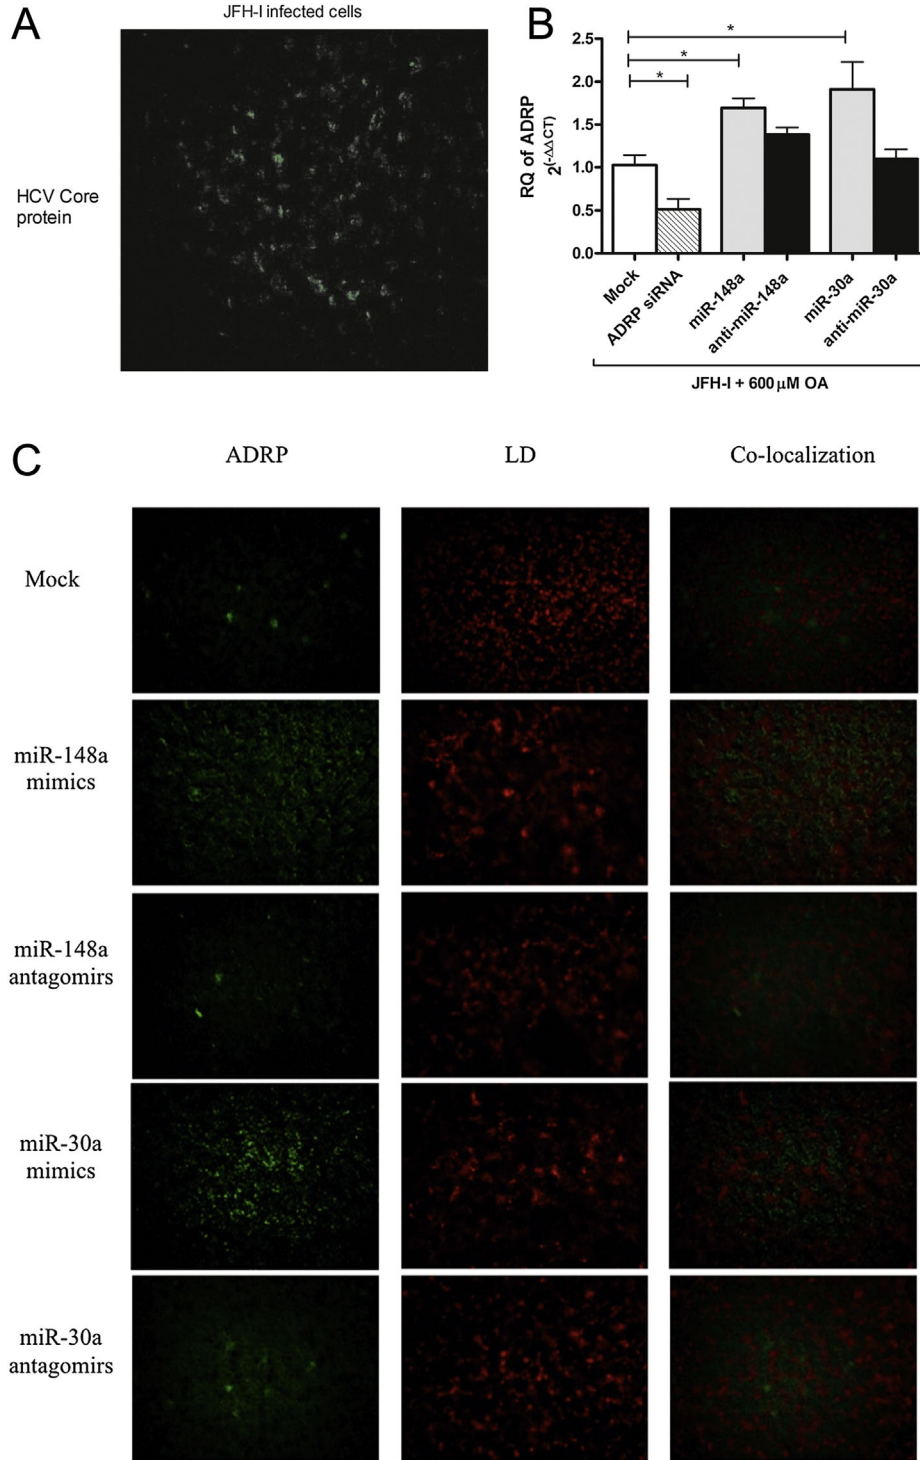 A
JFH-I infected cells
HCV Core
protein
B
RQ of ADRP
2(-ΔΔCT)
2.5
2.0
1.5
1.0
0.5
0.0
*
*
*
Mock
ADRP siRNA
miR-148a
anti-miR-148a
miR-30a
anti-miR-30a
JFH-I + 600 μM OA
C
ADRP
LD
Co-localization
Mock
miR-148a
mimics
miR-148a
antagomirs
miR-30a
mimics
miR-30a
antagomirs